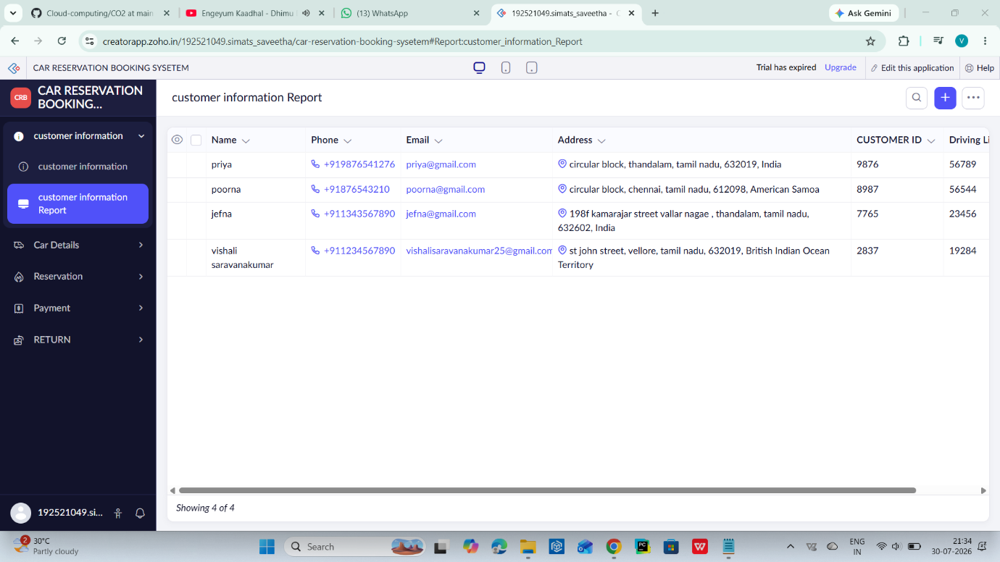 Cloud-computing/CO2 at main
Engeyum Kaadhal - Dhimu
(13) WhatsApp
192521049.simats_saveetha -
Ask Gemini
creatorapp.zoho.in/192521049.simats_saveetha/car-reservation-booking-sysetem#Report:customer_information_Report
V
CAR RESERVATION BOOKING SYSETEM
Trial has expired
Upgrade
Edit this application
Help
CRB
CAR RESERVATION
BOOKING...
customer information
customer information
customer information
Report
Car Details
Reservation
Payment
RETURN
192521049.si...
customer information Report
Name Phone Email Address CUSTOMER ID Driving Li
priya +919876541276 priya@gmail.com circular block, thandalam, tamil nadu, 632019, India 9876 56789
poorna +91876543210 poorna@gmail.com circular block, chennai, tamil nadu, 612098, American Samoa 8987 56544
jefna +911343567890 jefna@gmail.com 198f kamarajar street vallar nagae , thandalam, tamil nadu, 7765 23456
632602, India
vishali +911234567890 vishalisaravanakumar25@gmail.com st john street, vellore, tamil nadu, 632019, British Indian Ocean 2837 19284
saravanakumar Territory
Showing 4 of 4
2
30°C
Partly cloudy
Search
PC
W
ENG
IN
21:34
30-07-2026